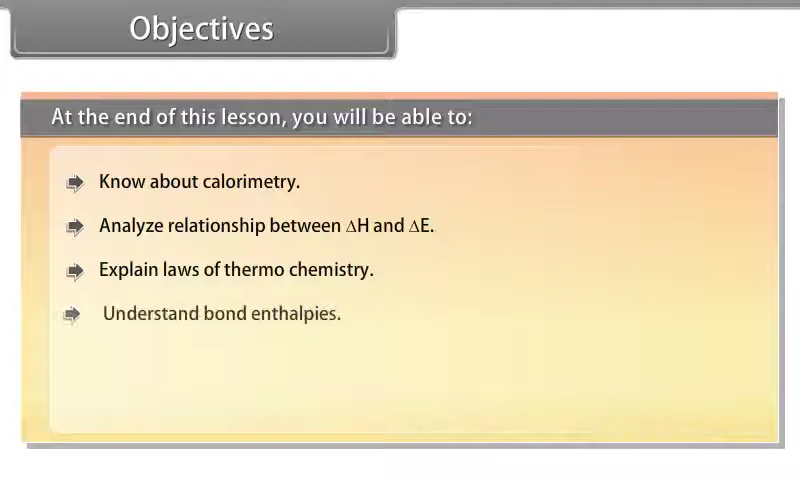 Objectives
At the end of this lesson, you will be able to:
Know about calorimetry.
Analyze relationship between ΔH and ΔE.
Explain laws of thermo chemistry.
Understand bond enthalpies.